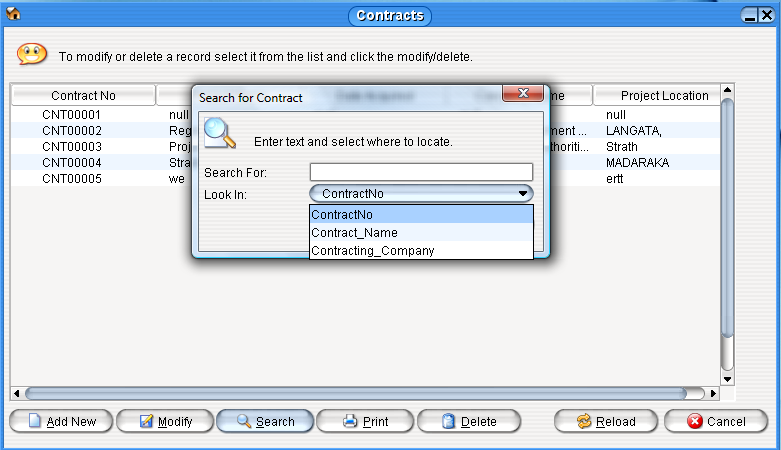 Contracts
To modify or delete a record select it from the list and click the modify/delete.
Contract No me Project Location
CNT00001 null null
CNT00002 Reg ment ... LANGATA,
CNT00003 Proj thoriti... Strath
CNT00004 Stra MADARAKA
CNT00005 we ertt
Search for Contract
Enter text and select where to locate.
Search For:
Look In: ContractNo
ContractNo
Contract_Name
Contracting_Company
Add New Modify Search Print Delete Reload Cancel